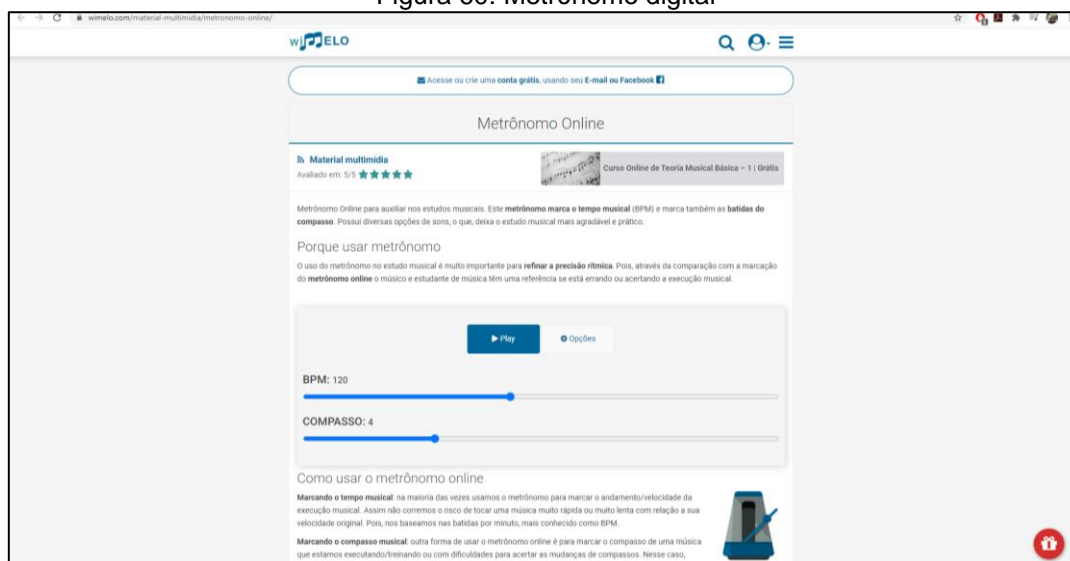 Figura 60: Metrônomo digital
wimelo.com/material-multimidia/metronomo-online/
WIMELO
Acesse ou crie uma conta grátis, usando seu E-mail ou Facebook
Metrônomo Online
Material multimídia
Avaliado em: 5/5
Curso Online de Teoria Musical Básica – 1 | Grátis
Metrônomo Online para auxiliar nos estudos musicais. Este metrônomo marca o tempo musical (BPM) e marca também as batidas do
compasso. Possui diversas opções de sons, o que, deixa o estudo musical mais agradável e prático.
Porque usar metrônomo
O uso do metrônomo no estudo musical é muito importante para refinar a precisão rítmica. Pois, através da comparação com a marcação
do metrônomo online o músico e estudante de música têm uma referência se está errando ou acertando a execução musical.
Play
Opções
BPM: 120
COMPASSO: 4
Como usar o metrônomo online
Marcando o tempo musical: na maioria das vezes usamos o metrônomo para marcar o andamento/velocidade da
execução musical. Assim não corremos o risco de tocar uma música muito rápida ou muito lenta com relação a sua
velocidade original. Pois, nos baseamos nas batidas por minuto, mais conhecido como BPM.
Marcando o compasso musical: outra forma de usar o metrônomo online é para marcar o compasso de uma música
que estamos executando/treinando ou com dificuldades para acertar as mudanças de compassos. Nesse caso,